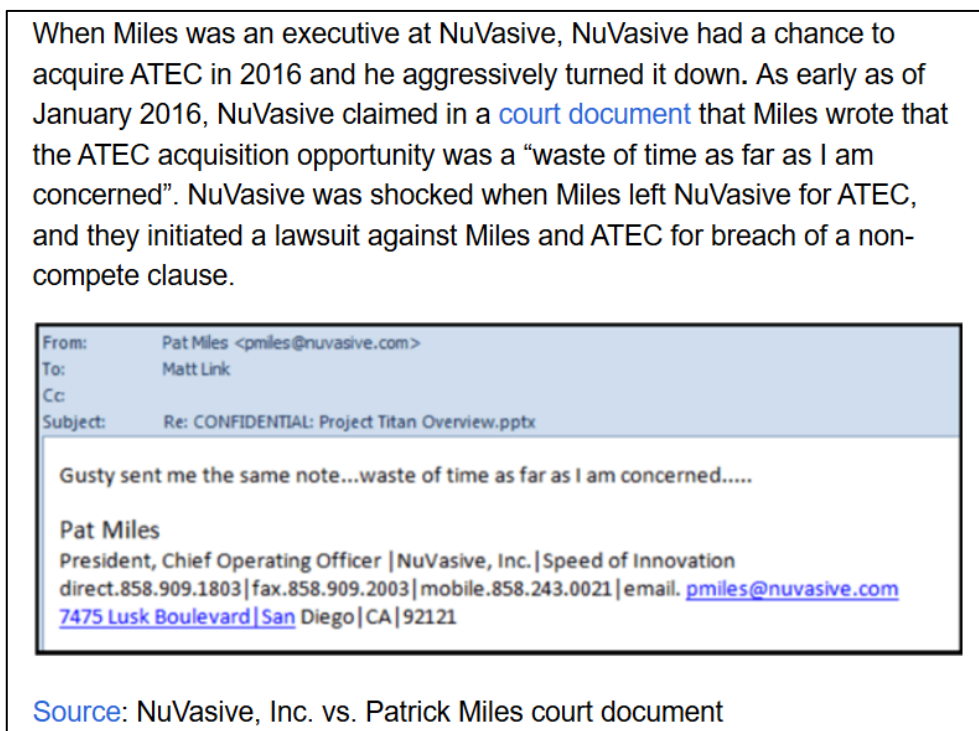 When Miles was an executive at NuVasive, NuVasive had a chance to
acquire ATEC in 2016 and he aggressively turned it down. As early as of
January 2016, NuVasive claimed in a court document that Miles wrote that
the ATEC acquisition opportunity was a “waste of time as far as I am
concerned”. NuVasive was shocked when Miles left NuVasive for ATEC,
and they initiated a lawsuit against Miles and ATEC for breach of a non-
compete clause.
From: Pat Miles <pmiles@nuvasive.com>
To: Matt Link
Cc:
Subject: Re: CONFIDENTIAL: Project Titan Overview.pptx
Gusty sent me the same note...waste of time as far as I am concerned.....
Pat Miles
President, Chief Operating Officer |NuVasive, Inc.|Speed of Innovation
direct.858.909.1803|fax.858.909.2003|mobile.858.243.0021|email. pmiles@nuvasive.com
7475 Lusk Boulevard|San Diego|CA|92121
Source: NuVasive, Inc. vs. Patrick Miles court document